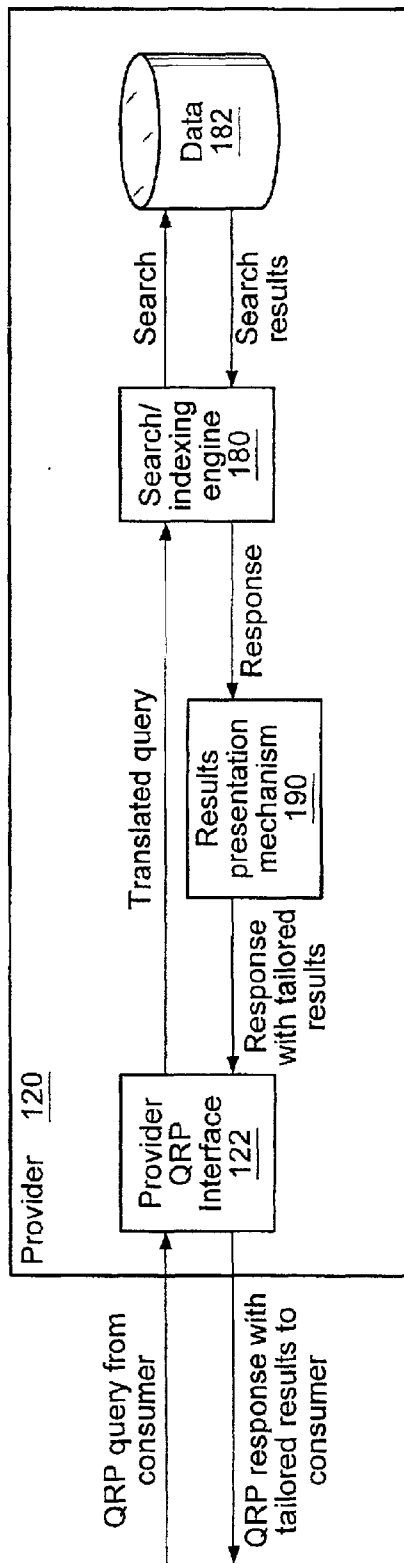 Provider 120
QRP query from
consumer
QRP response with
tailored results to
consumer
Provider
QRP
Interface
122
Translated query
Response
with tailored
results
Results
presentation
mechanism
190
Response
Search/
indexing
engine
180
Search
Search
results
Data
182